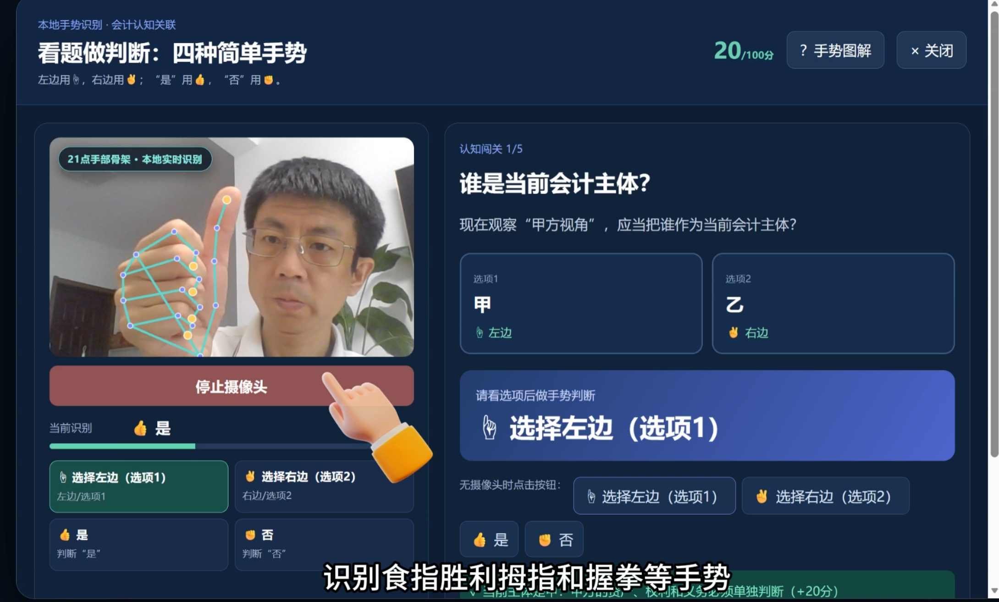 本地手势识别 · 会计认知关联
看题做判断：四种简单手势
左边用☝，右边用✌；“是”用👍，“否”用✊。
20/100分
? 手势图解
× 关闭
21点手部骨架 · 本地实时识别
停止摄像头
当前识别 👍 是
☝ 选择左边（选项1）
左边/选项1
✌ 选择右边（选项2）
右边/选项2
👍 是
判断“是”
✊ 否
判断“否”
认知闯关 1/5
谁是当前会计主体？
现在观察“甲方视角”，应当把谁作为当前会计主体？
选项1
甲
☝ 左边
选项2
乙
✌ 右边
请看选项后做手势判断
☝ 选择左边（选项1）
无摄像头时点击按钮：
☝ 选择左边（选项1）
✌ 选择右边（选项2）
👍 是
✊ 否
识别食指胜利拇指和握拳等手势
单独判断（+20分）